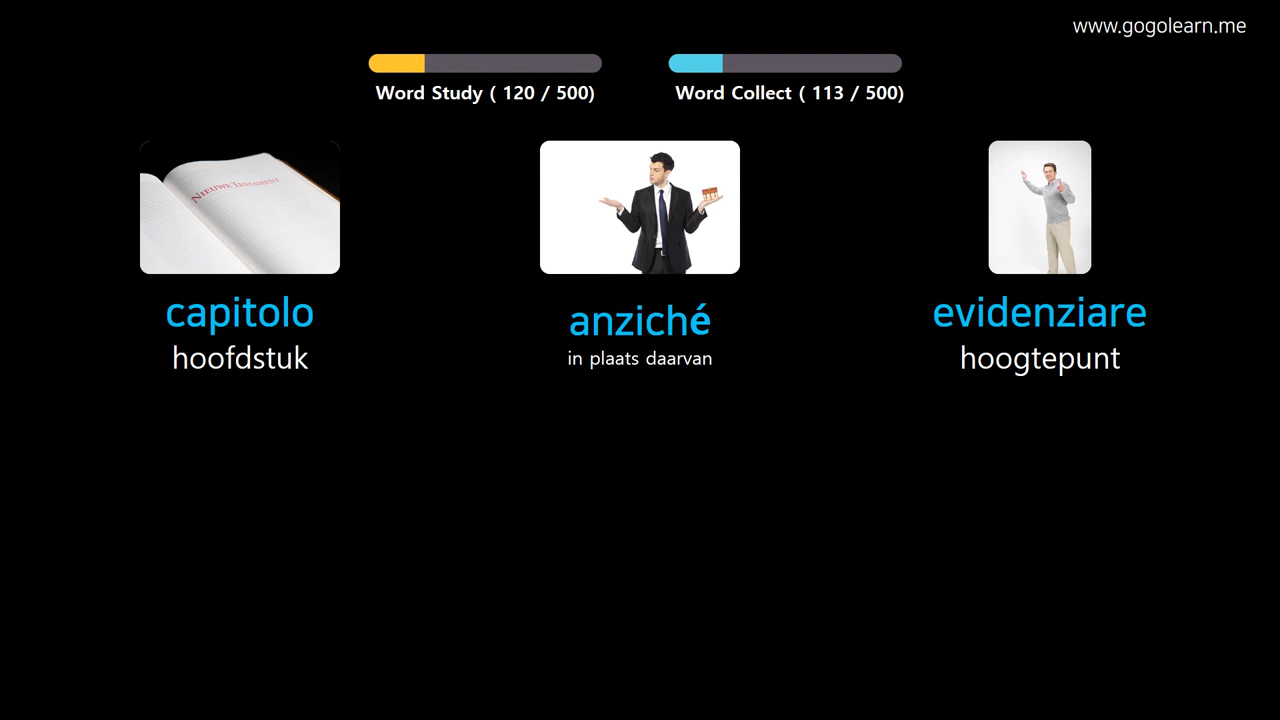 www.gogolearn.me
Word Study ( 120 / 500)
Word Collect ( 113 / 500)
NIEUWE TESTAMENT
capitolo
hoofdstuk
anziché
in plaats daarvan
evidenziare
hoogtepunt